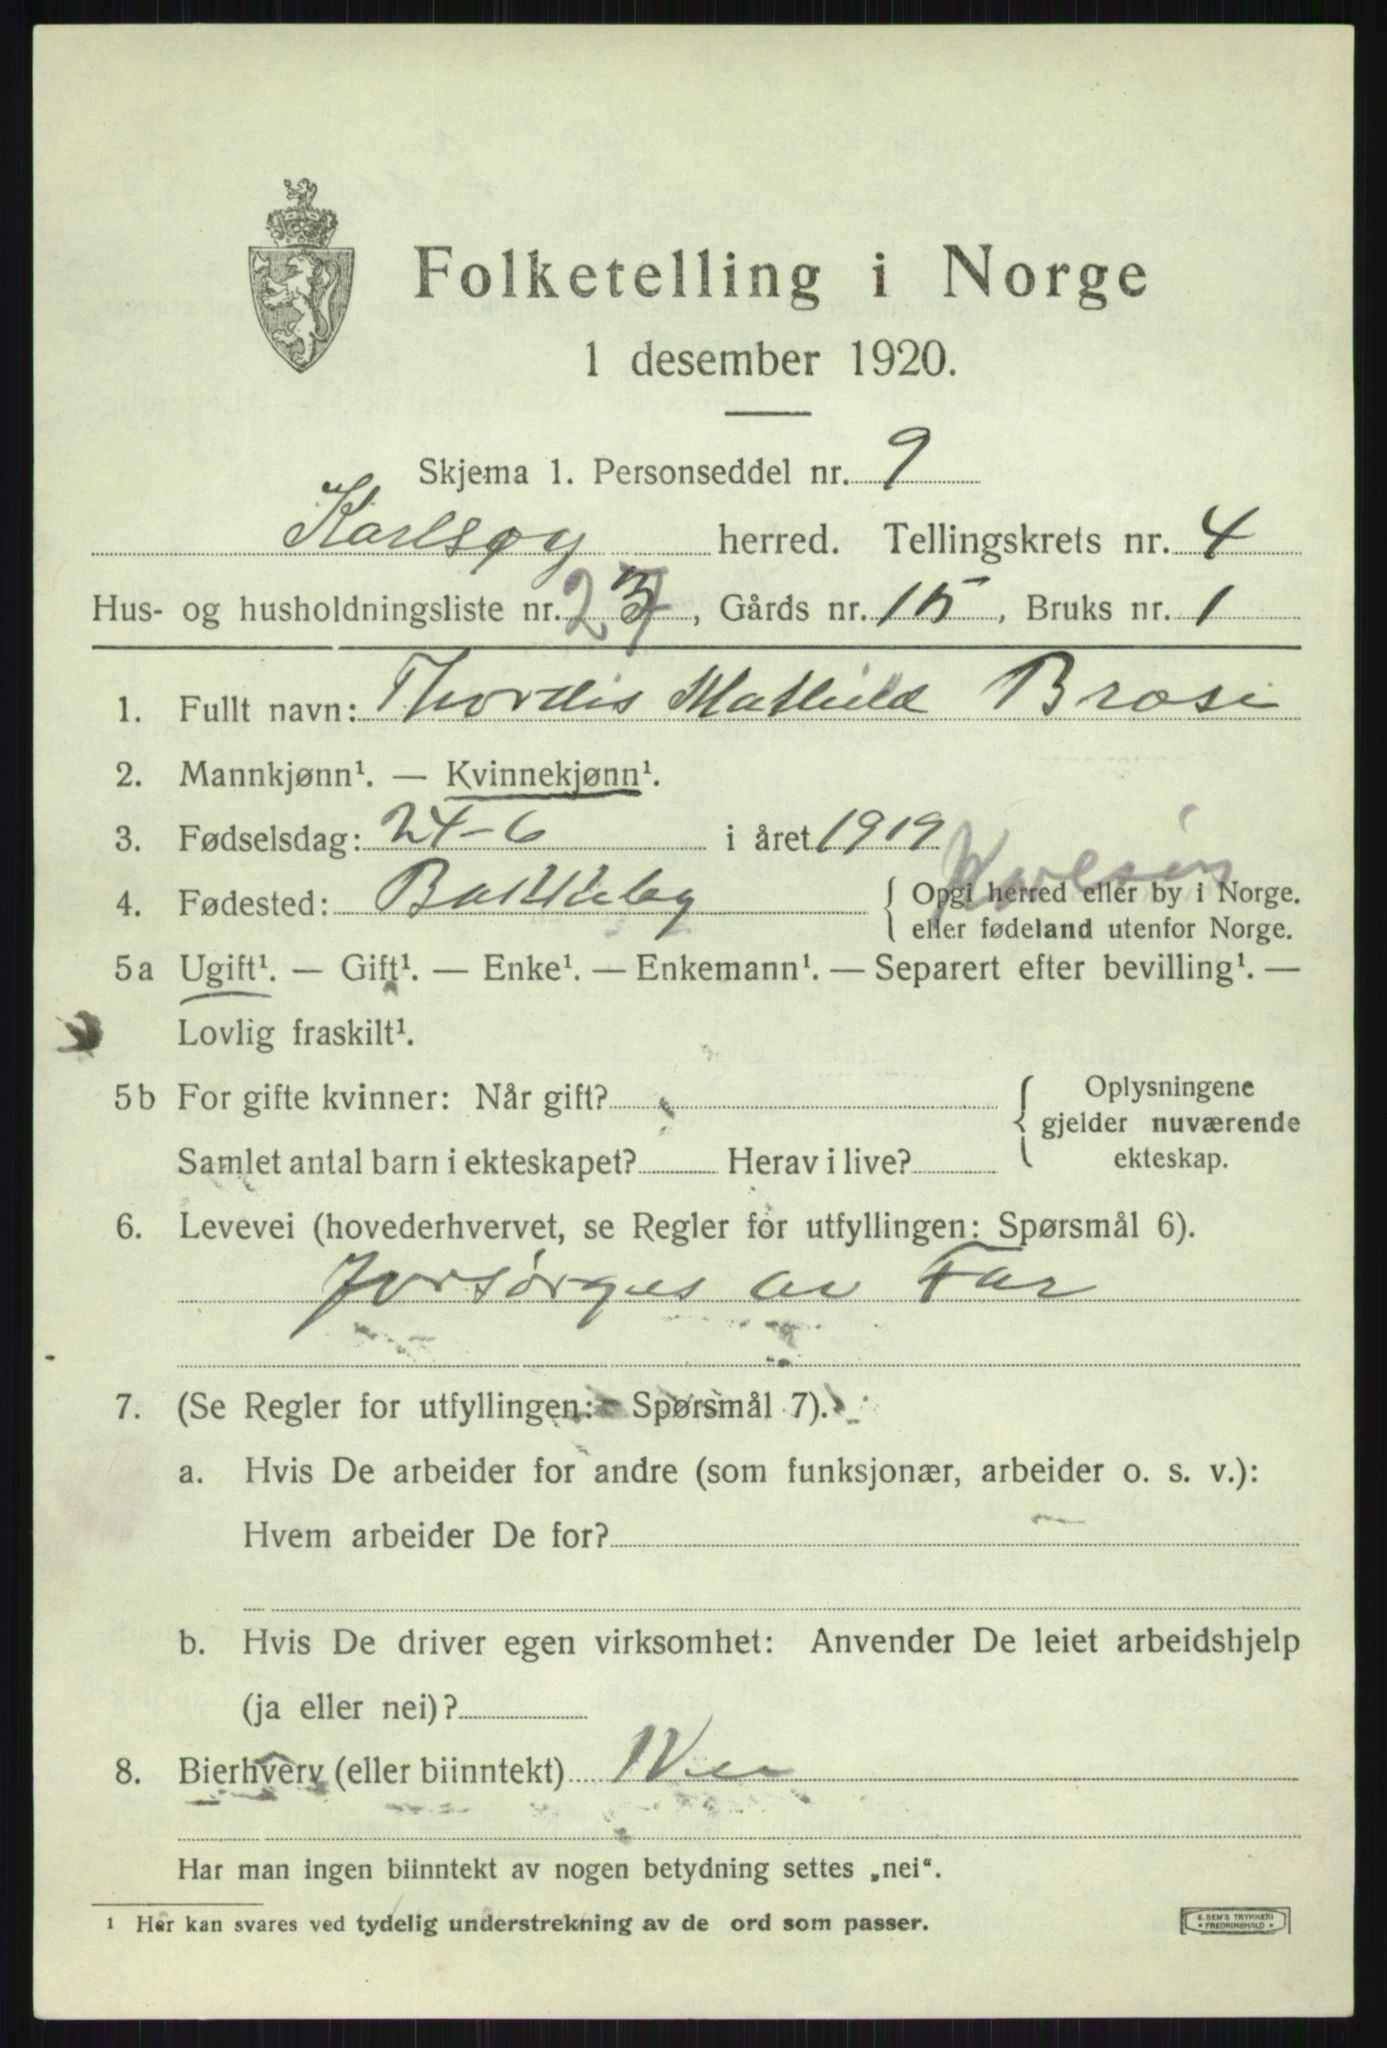 Folketelling i Norge
1 desember 1920.
Skjema 1. Personseddel nr. 9
Karlsøy herred. Tellingskrets nr. 4
Hus- og husholdningsliste nr. 27, Gårds nr. 15, Bruks nr. 1
1. Fullt navn: Thordis Mathild Brose
2. Mannkjønn¹. — Kvinnekjønn¹.
3. Fødselsdag: 24-6 i året 1919
Karlsøy
4. Fødested: Bakkeby { Opgi herred eller by i Norge.
eller fødeland utenfor Norge.
5a Ugift¹. — Gift¹. — Enke¹. — Enkemann¹. — Separert efter bevilling¹. —
Lovlig fraskilt¹.
5b For gifte kvinner: Når gift? { Oplysningene
gjelder nuværende
Samlet antal barn i ekteskapet? Herav i live? ekteskap.
6. Levevei (hovederhvervet, se Regler for utfyllingen: Spørsmål 6).
Forsørges av Far
7. (Se Regler for utfyllingen: Spørsmål 7).
a. Hvis De arbeider for andre (som funksjonær, arbeider o. s. v.):
Hvem arbeider De for?
b. Hvis De driver egen virksomhet: Anvender De leiet arbeidshjelp
(ja eller nei)?
8. Bierhverv (eller biinntekt) Nei
Har man ingen biinntekt av nogen betydning settes „nei“.
¹ Her kan svares ved tydelig understrekning av de ord som passer.
E. SEM'S TRYKKERI
FREDRIKSHALD